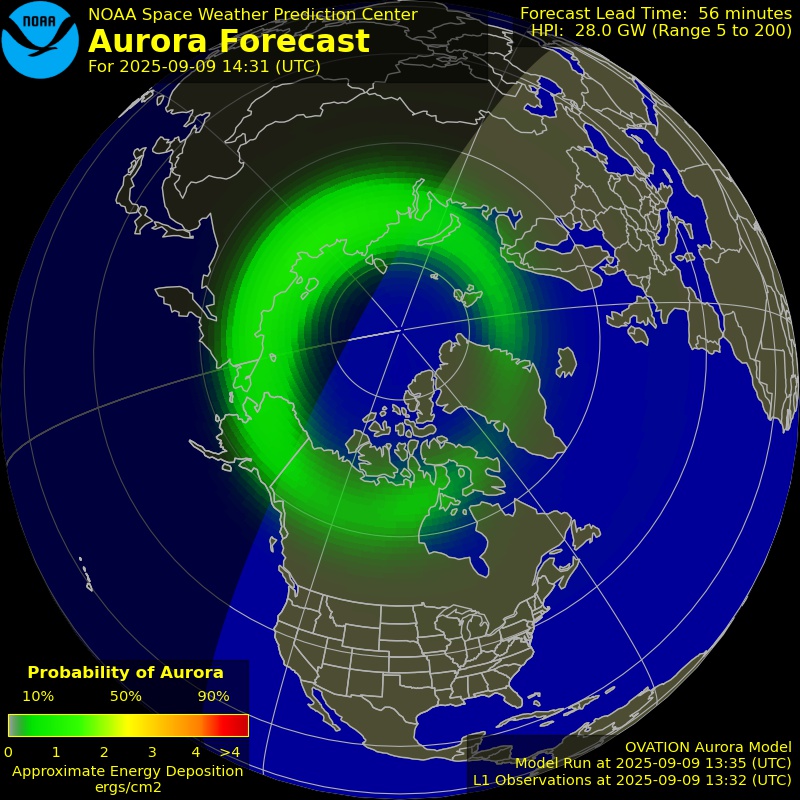 NOAA
NOAA Space Weather Prediction Center
Aurora Forecast
For 2025-09-09 14:31 (UTC)
Forecast Lead Time: 56 minutes
HPI: 28.0 GW (Range 5 to 200)
Probability of Aurora
10% 50% 90%
0 1 2 3 4 >4
Approximate Energy Deposition
ergs/cm2
OVATION Aurora Model
Model Run at 2025-09-09 13:35 (UTC)
L1 Observations at 2025-09-09 13:32 (UTC)